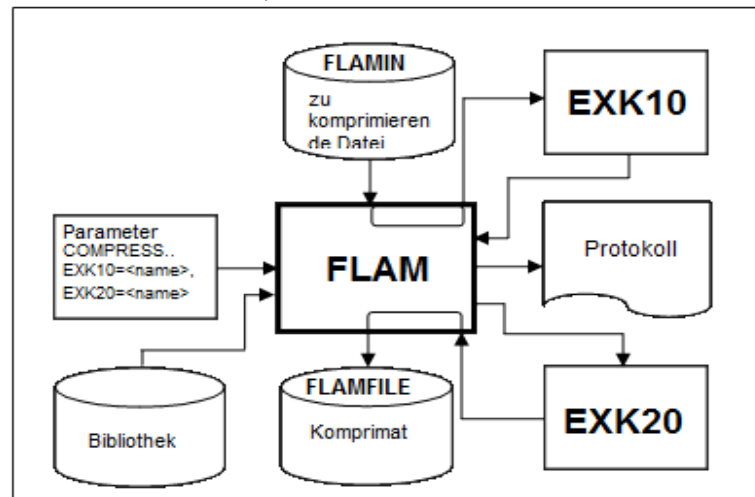 FLAMIN
zu
komprimieren
de Datei
EXK10
Parameter
COMPRESS..
EXK10=<name>,
EXK20=<name>
FLAM
Protokoll
Bibliothek
FLAMFILE
Komprimat
EXK20